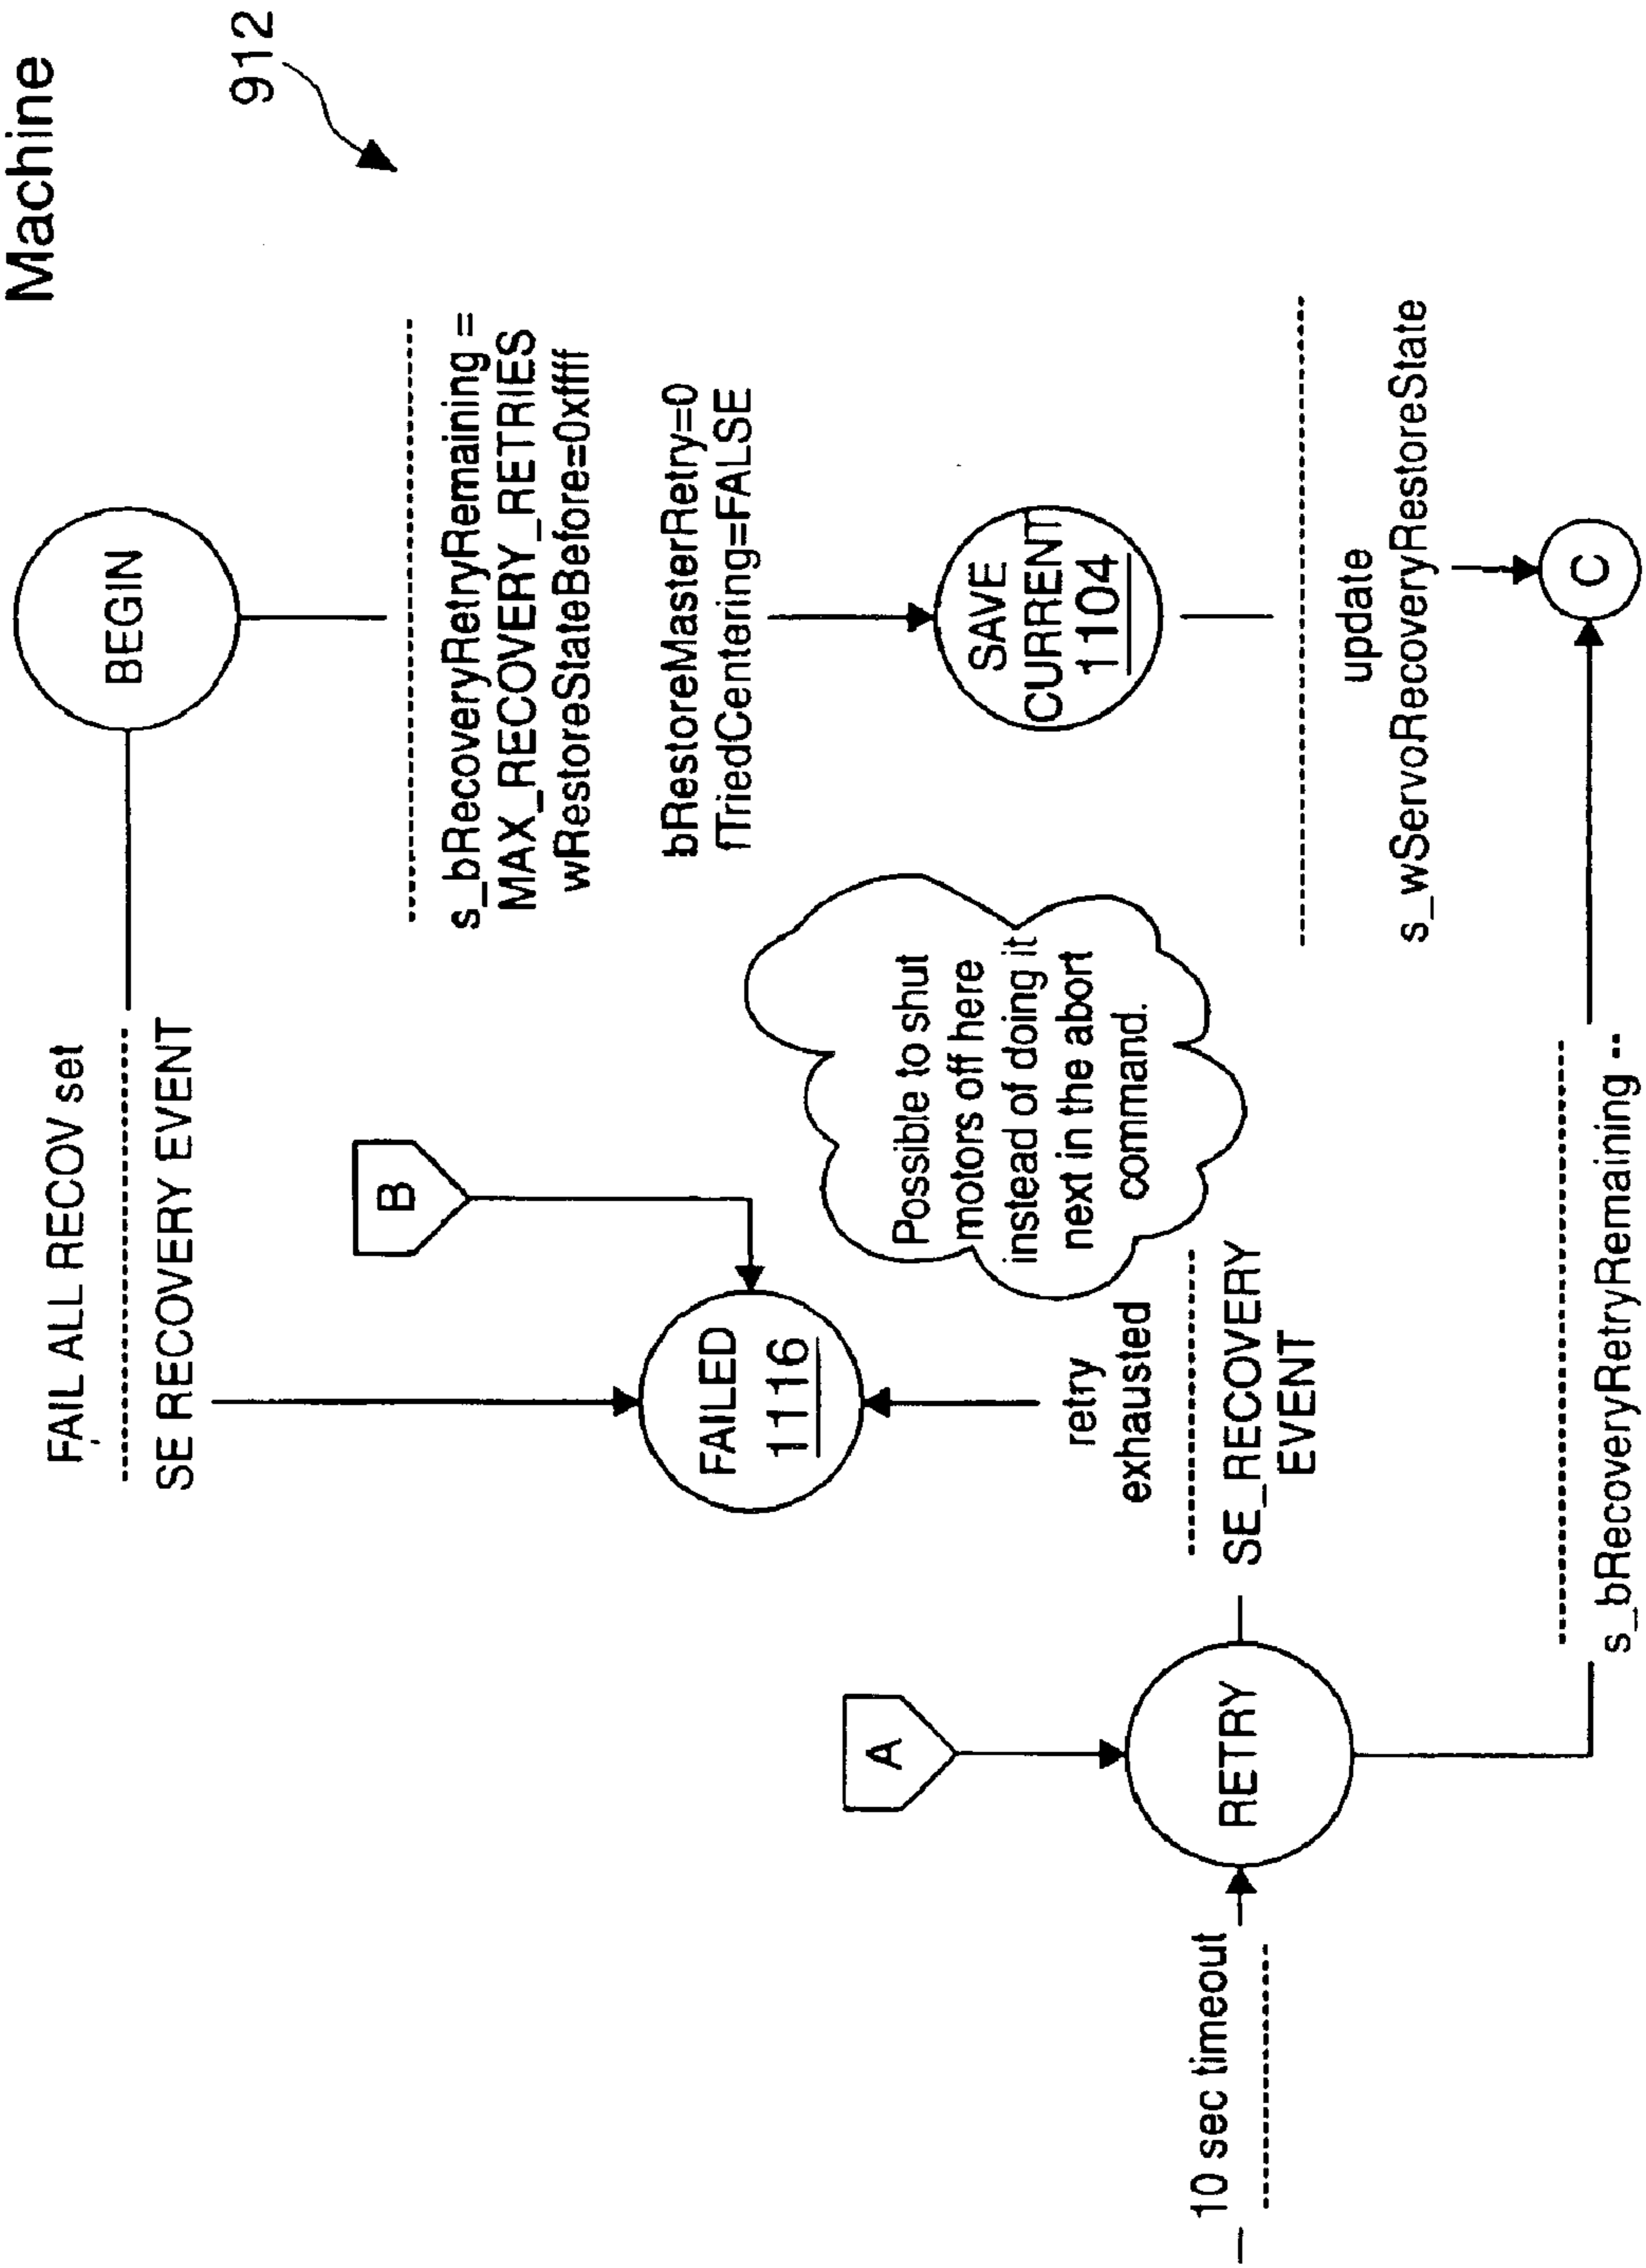 Machine
912
FAIL ALL RECOV set
SE RECOVERY EVENT
BEGIN
s_bRecoveryRetryRemaining =
MAX_RECOVERY_RETRIES
wRestoreStateBefore=0xffff
bRestoreMasterRetry=0
fTriedCentering=FALSE
B
FAILED
1116
SAVE
CURRENT
1104
Possible to shut
motors off here
instead of doing it
next in the abort
command.
A
retry
exhausted
SE_RECOVERY
EVENT
10 sec timeout
RETRY
update
s_wServoRecoveryRestoreState
s_bRecoveryRetryRemaining --
C